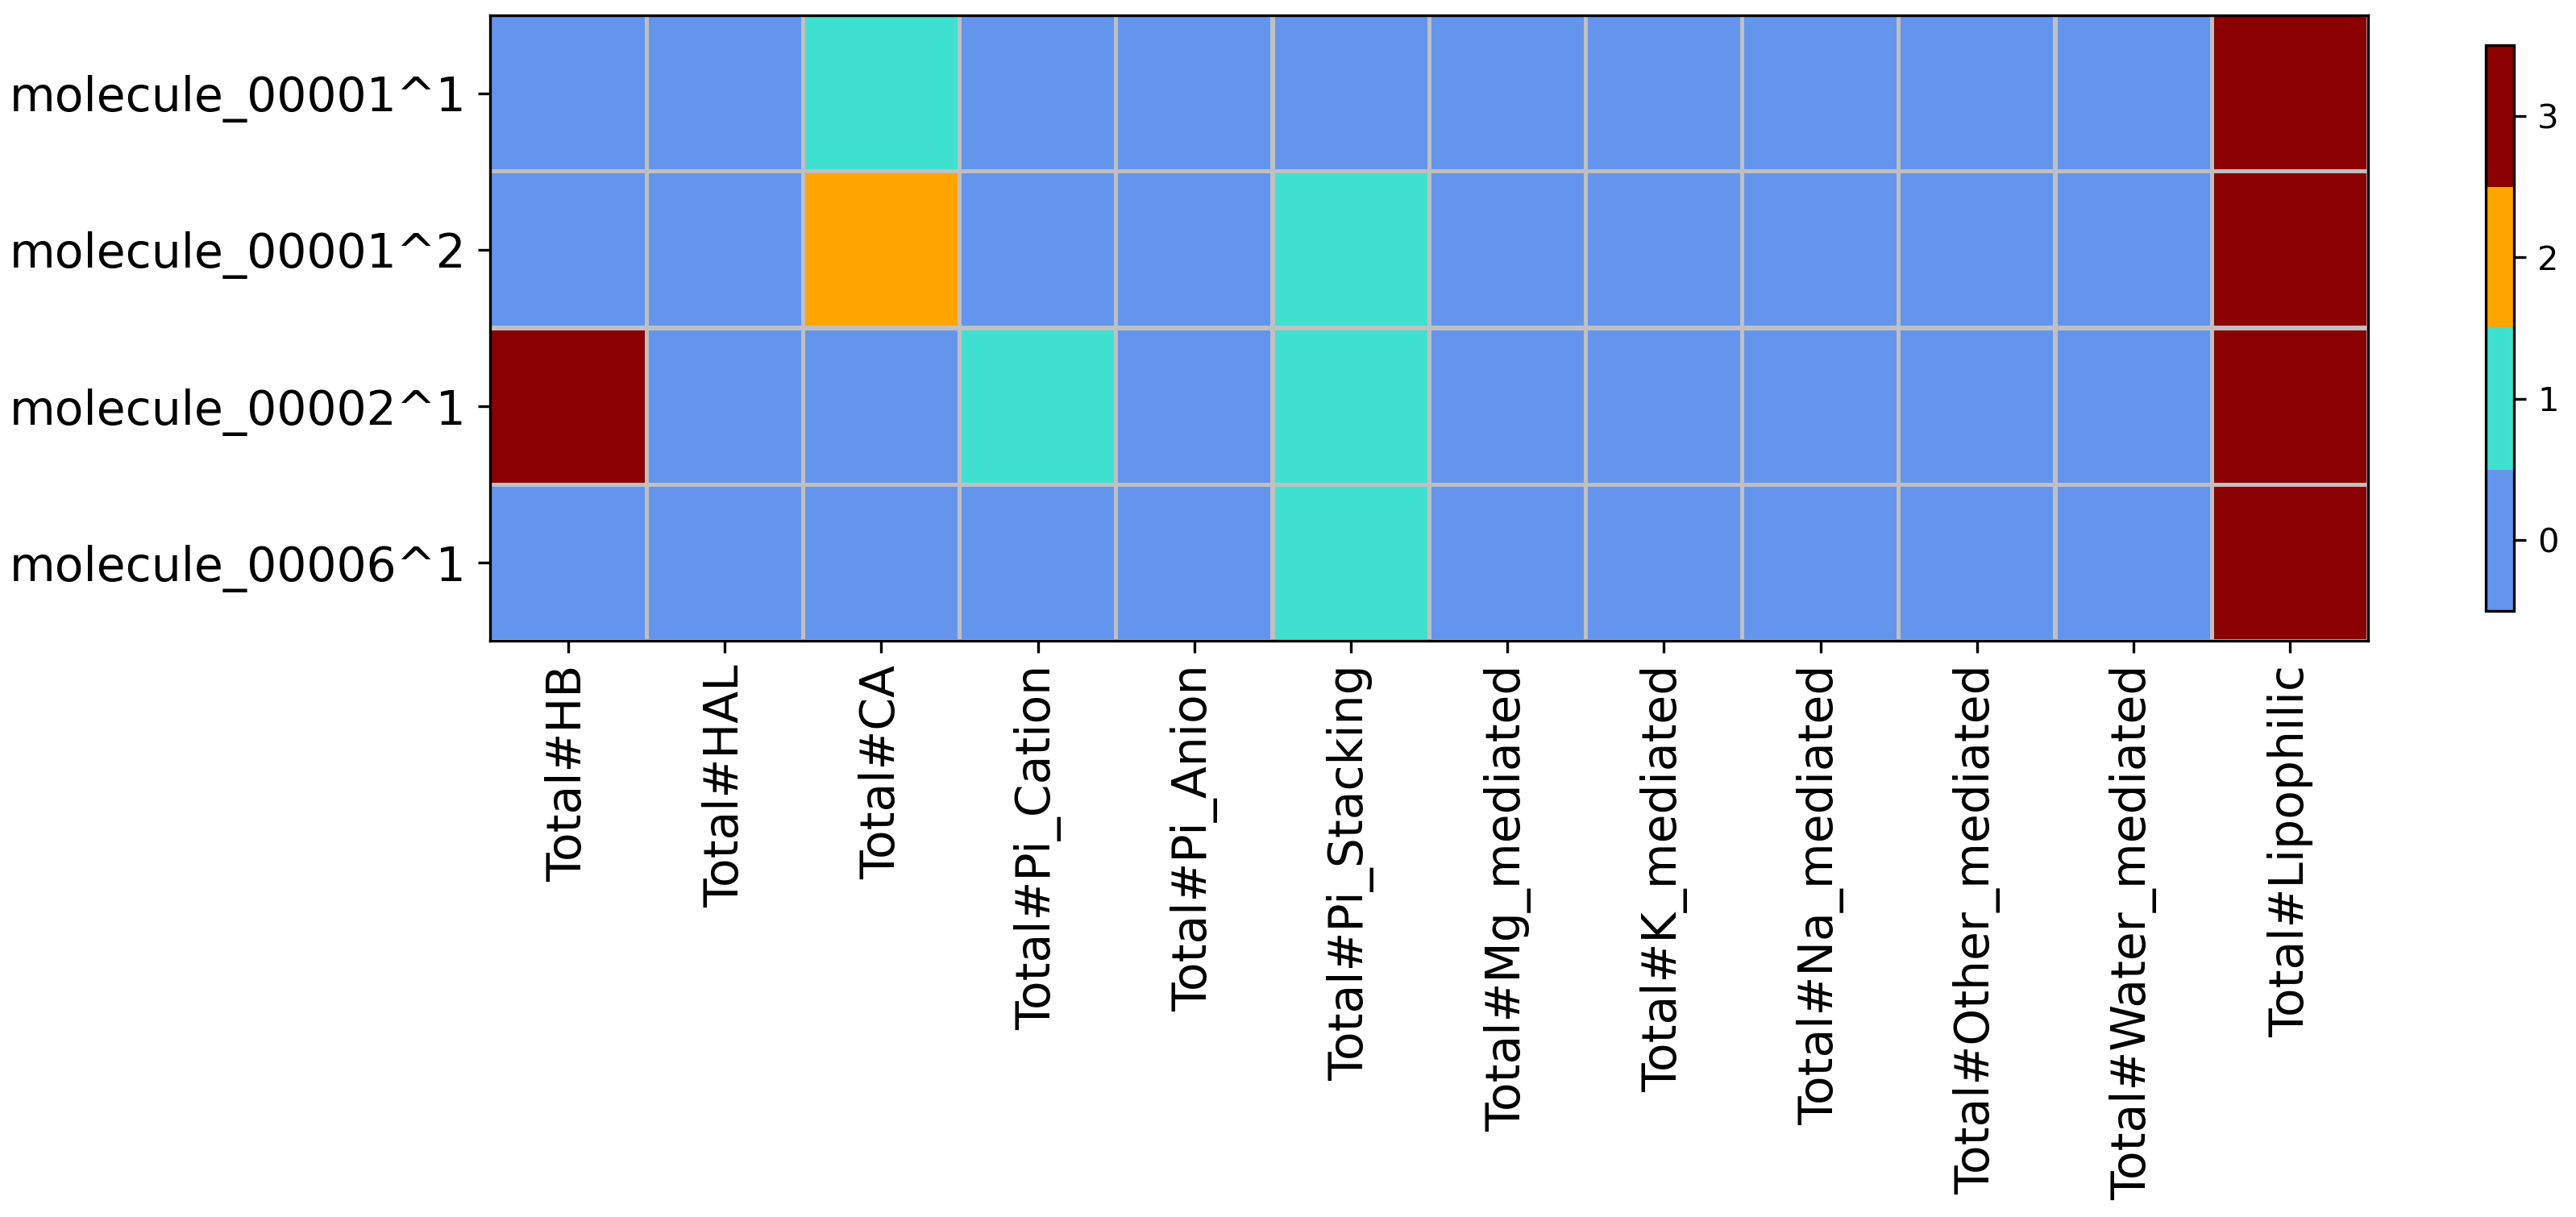 molecule_00001^1
molecule_00001^2
molecule_00002^1
molecule_00006^1
3
2
1
0
Total#HB
Total#HAL
Total#CA
Total#Pi_Cation
Total#Pi_Anion
Total#Pi_Stacking
Total#Mg_mediated
Total#K_mediated
Total#Na_mediated
Total#Other_mediated
Total#Water_mediated
Total#Lipophilic